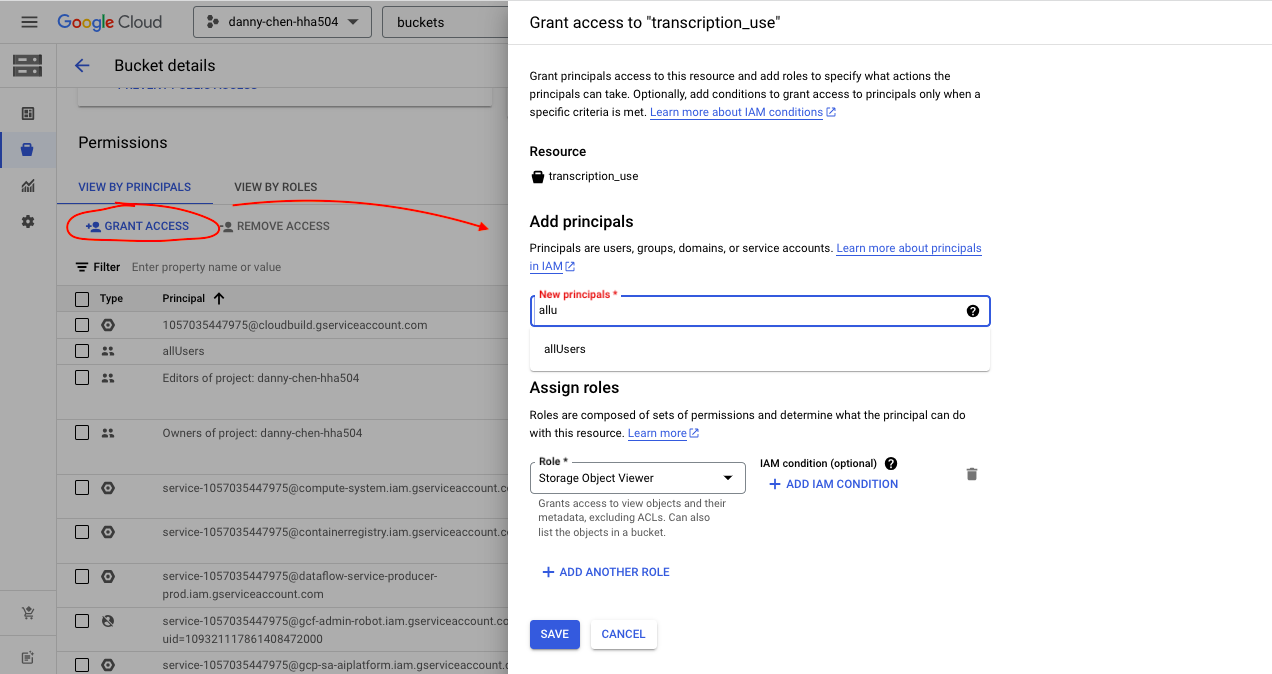 Google Cloud
danny-chen-hha504
buckets
Bucket details
Permissions
VIEW BY PRINCIPALS
VIEW BY ROLES
GRANT ACCESS
REMOVE ACCESS
Filter
Enter property name or value
Type
Principal
1057035447975@cloudbuild.gserviceaccount.com
allUsers
Editors of project: danny-chen-hha504
Owners of project: danny-chen-hha504
service-1057035447975@compute-system.iam.gserviceaccount.c
service-1057035447975@containerregistry.iam.gserviceaccount.c
service-1057035447975@dataflow-service-producer-
prod.iam.gserviceaccount.com
service-1057035447975@gcf-admin-robot.iam.gserviceaccount.co
uid=109321117861408472000
service-1057035447975@gcp-sa-aiplatform.iam.gserviceaccount.c
Grant access to "transcription_use"
Grant principals access to this resource and add roles to specify what actions the
principals can take. Optionally, add conditions to grant access to principals only when a
specific criteria is met. Learn more about IAM conditions
Resource
transcription_use
Add principals
Principals are users, groups, domains, or service accounts. Learn more about principals
in IAM
New principals *
allu
allUsers
Assign roles
Roles are composed of sets of permissions and determine what the principal can do
with this resource. Learn more
Role *
Storage Object Viewer
IAM condition (optional)
ADD IAM CONDITION
Grants access to view objects and their
metadata, excluding ACLs. Can also
list the objects in a bucket.
ADD ANOTHER ROLE
SAVE
CANCEL